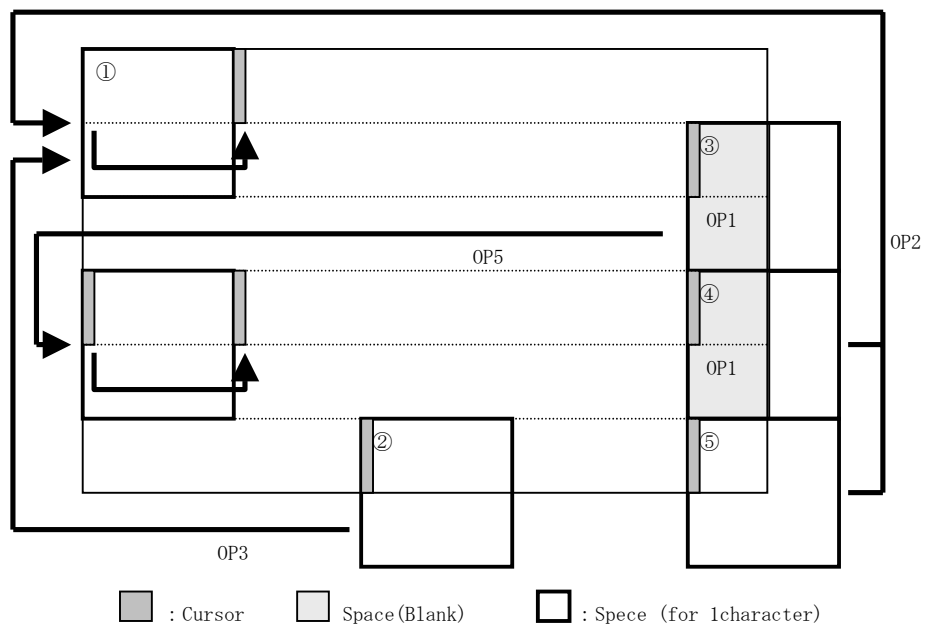 ①
③
OP1
OP2
OP5
④
OP1
②
⑤
OP3
: Cursor
Space(Blank)
: Spece (for 1character)